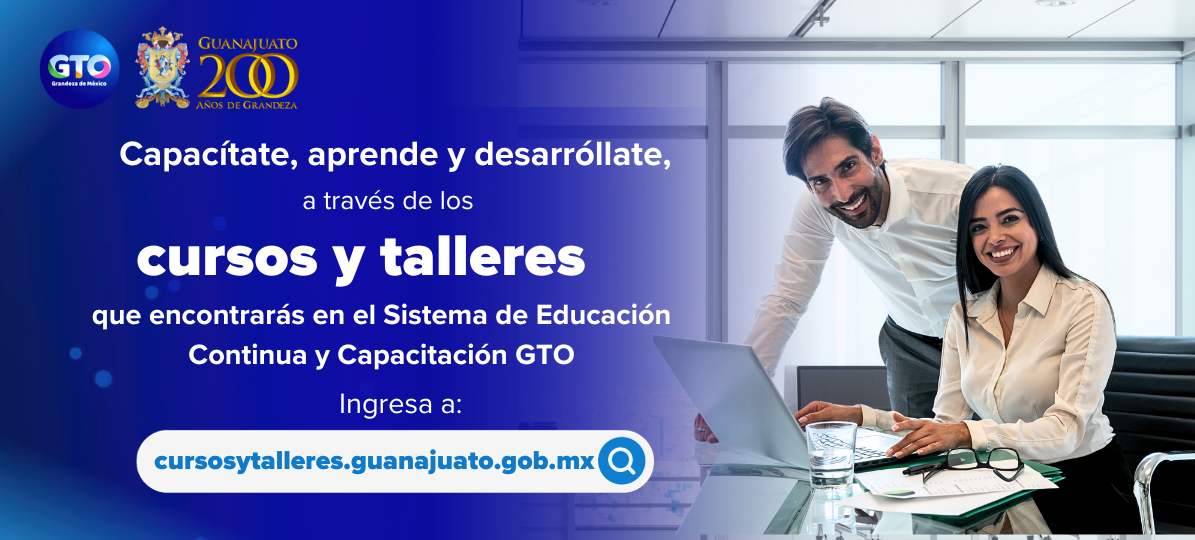 GTO
Grandeza de México
GUANAJUATO
200
AÑOS DE GRANDEZA
Capacítate, aprende y desarróllate,
a través de los
cursos y talleres
que encontrarás en el Sistema de Educación
Continua y Capacitación GTO
Ingresa a:
cursosytalleres.guanajuato.gob.mx